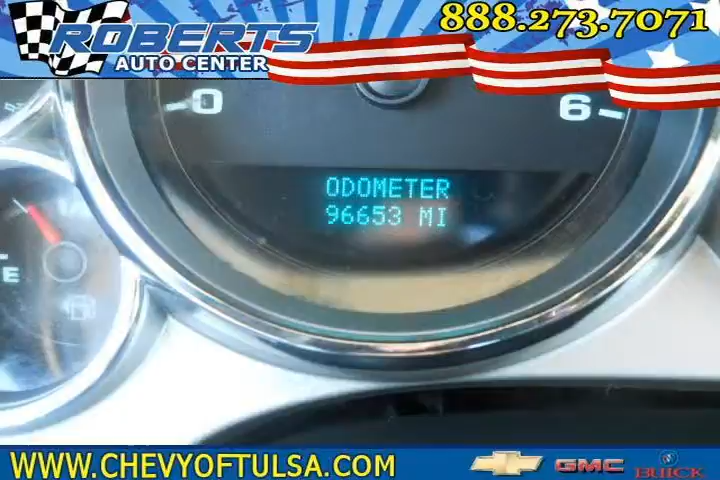 ROBERTS
AUTO CENTER
888.273.7071
0
6
ODOMETER
96653 MI
E
WWW.CHEVYOFTULSA.COM
GMC
BUICK